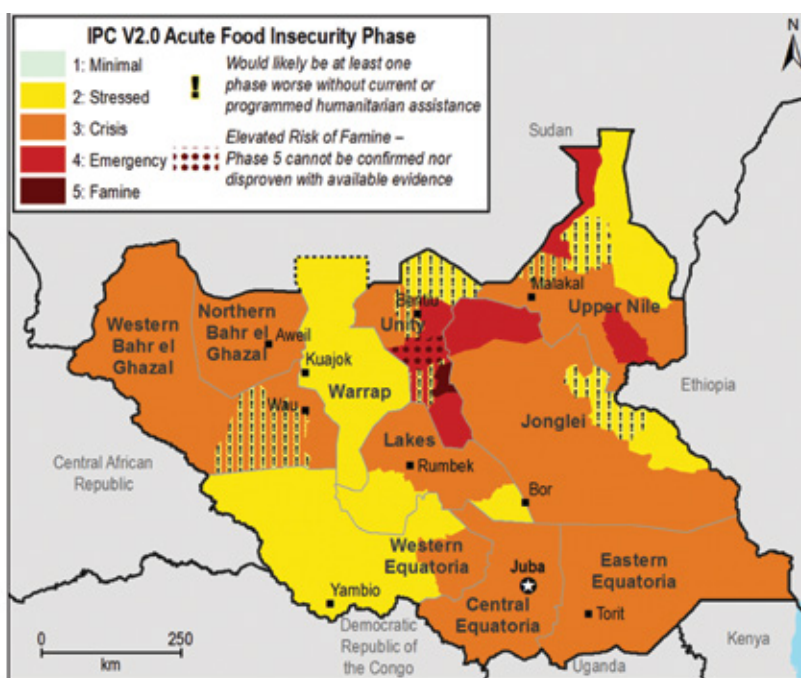 IPC V2.0 Acute Food Insecurity Phase
1: Minimal
2: Stressed
3: Crisis
4: Emergency
5: Famine
!
Would likely be at least one
phase worse without current or
programmed humanitarian assistance
Elevated Risk of Famine –
Phase 5 cannot be confirmed nor
disproven with available evidence
N
Sudan
Malakal
Upper Nile
Bentiu
Unity
Northern
Bahr el
Ghazal
Western
Bahr el
Ghazal
Aweil
Kuajok
Warrap
Wau
Ethiopia
Jonglei
Lakes
Rumbek
Central African
Republic
Bor
Western
Equatoria
Eastern
Equatoria
Juba
Central
Equatoria
Yambio
Torit
Democratic
Republic of
the Congo
Uganda
Kenya
0
250
km